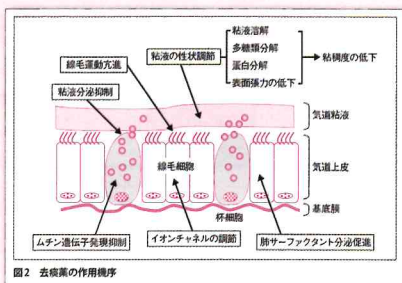 粘液溶解
多糖類分解
蛋白分解
表面張力の低下
粘稠度の低下
粘液の性状調節
線毛運動亢進
粘液分泌抑制
気道粘液
線毛細胞
気道上皮
杯細胞
基底膜
ムチン遺伝子発現抑制
イオンチャネルの調節
肺サーファクタント分泌促進
図2 去痰薬の作用機序